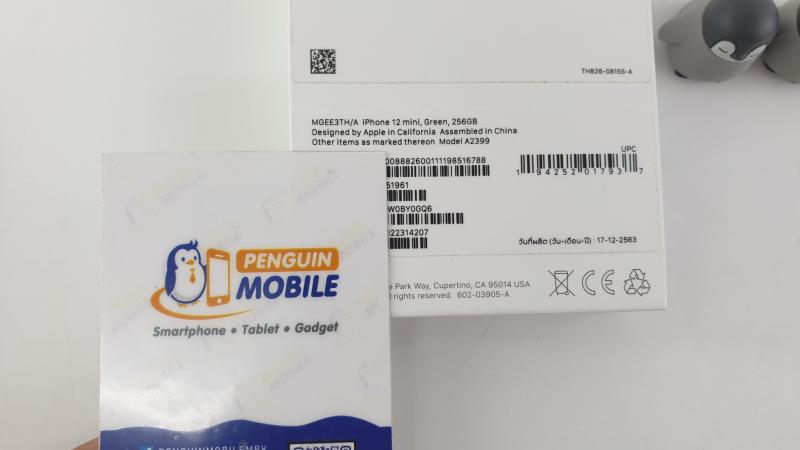 TH826-08155-A
MGEE3TH/A iPhone 12 mini, Green, 256GB
Designed by Apple in California Assembled in China
Other items as marked thereon Model A2399
UPC
00888260011198516788
1 94252 01793 7
51961
W0BY0GQ6
22314207
วันที่ผลิต (วัน-เดือน-ปี) : 17-12-2563
Park Way, Cupertino, CA 95014 USA
rights reserved. 602-03905-A
CE
PENGUIN
MOBILE
Smartphone • Tablet • Gadget
PENGUINMOBILEMBK